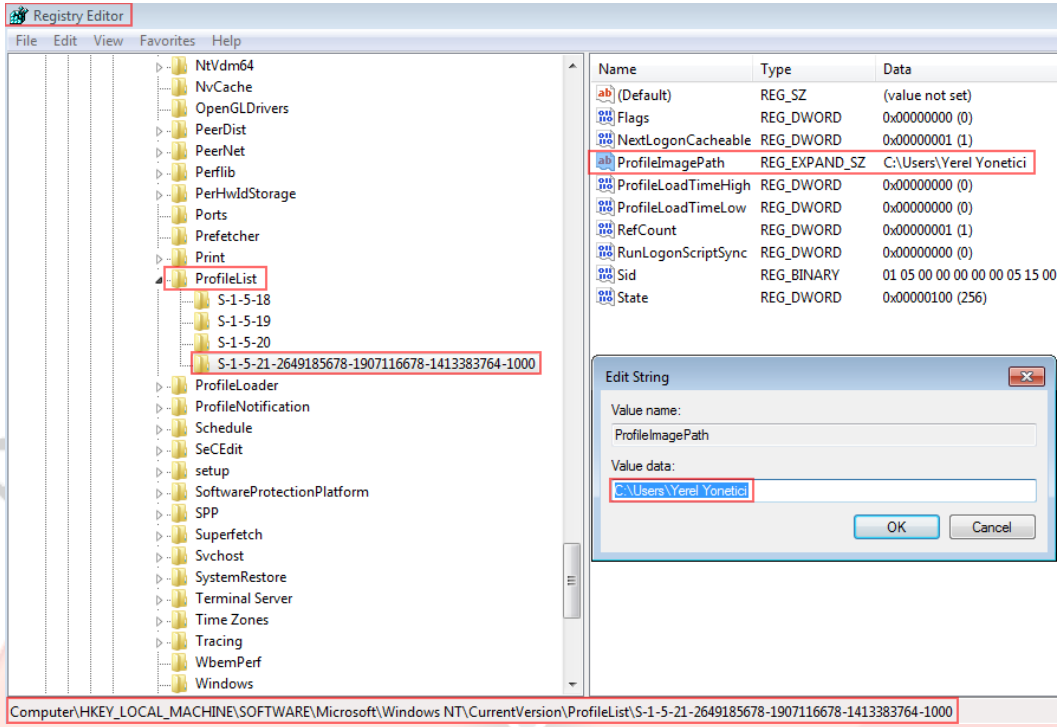 Registry Editor
File Edit View Favorites Help
NtVdm64
NvCache
OpenGLDrivers
PeerDist
PeerNet
Perflib
PerHwIdStorage
Ports
Prefetcher
Print
ProfileList
S-1-5-18
S-1-5-19
S-1-5-20
S-1-5-21-2649185678-1907116678-1413383764-1000
ProfileLoader
ProfileNotification
Schedule
SeCEdit
setup
SoftwareProtectionPlatform
SPP
Superfetch
Svchost
SystemRestore
Terminal Server
Time Zones
Tracing
WbemPerf
Windows
Name Type Data
(Default) REG_SZ (value not set)
Flags REG_DWORD 0x00000000 (0)
NextLogonCacheable REG_DWORD 0x00000001 (1)
ProfileImagePath REG_EXPAND_SZ C:\Users\Yerel Yonetici
ProfileLoadTimeHigh REG_DWORD 0x00000000 (0)
ProfileLoadTimeLow REG_DWORD 0x00000000 (0)
RefCount REG_DWORD 0x00000001 (1)
RunLogonScriptSync REG_DWORD 0x00000000 (0)
Sid REG_BINARY 01 05 00 00 00 00 00 05 15 00
State REG_DWORD 0x00000100 (256)
Edit String
Value name:
ProfileImagePath
Value data:
C:\Users\Yerel Yonetici
OK Cancel
Computer\HKEY_LOCAL_MACHINE\SOFTWARE\Microsoft\Windows NT\CurrentVersion\ProfileList\S-1-5-21-2649185678-1907116678-1413383764-1000